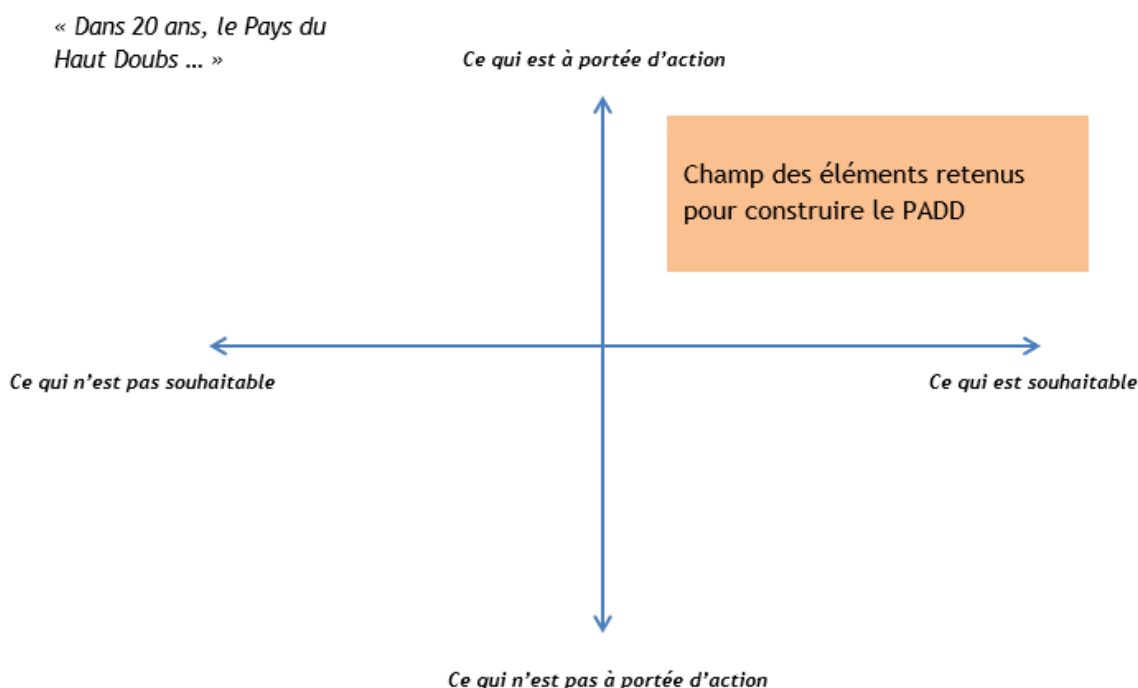 « Dans 20 ans, le Pays du
Haut Doubs ... »
Ce qui est à portée d’action
Champ des éléments retenus
pour construire le PADD
Ce qui n’est pas souhaitable
Ce qui est souhaitable
Ce qui n’est pas à portée d’action